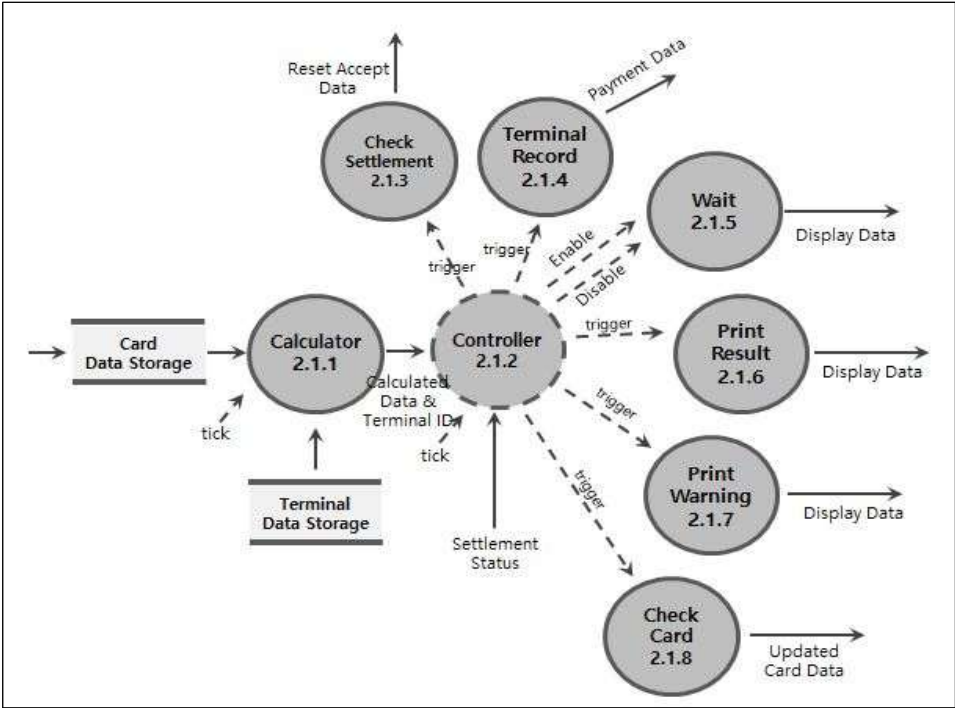 Reset Accept
Data
Payment Data
Check
Settlement
2.1.3
Terminal
Record
2.1.4
Wait
2.1.5
Display Data
trigger
trigger
Enable
Disable
Card
Data Storage
Calculator
2.1.1
Controller
2.1.2
trigger
Print
Result
2.1.6
Display Data
Calculated
Data &
Terminal ID
tick
tick
trigger
Terminal
Data Storage
Settlement
Status
trigger
Print
Warning
2.1.7
Display Data
Check
Card
2.1.8
Updated
Card Data